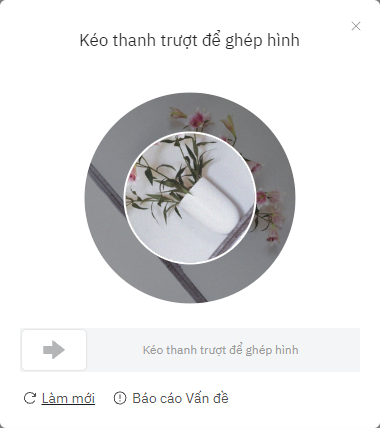 Kéo thanh trượt để ghép hình
Kéo thanh trượt để ghép hình
Làm mới
Báo cáo Vấn đề